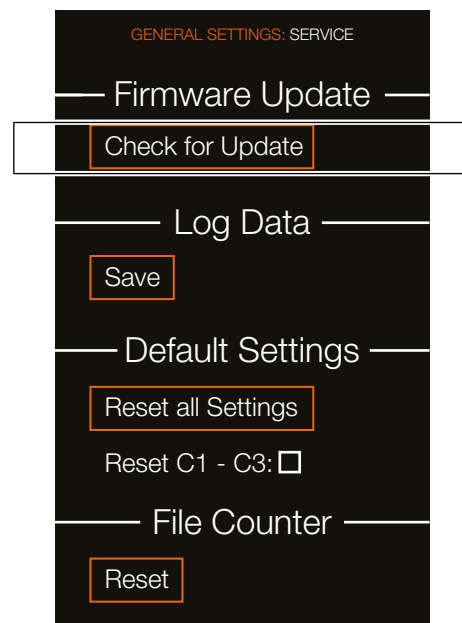 GENERAL SETTINGS: SERVICE
Firmware Update
Check for Update
Log Data
Save
Default Settings
Reset all Settings
Reset C1 - C3:
File Counter
Reset